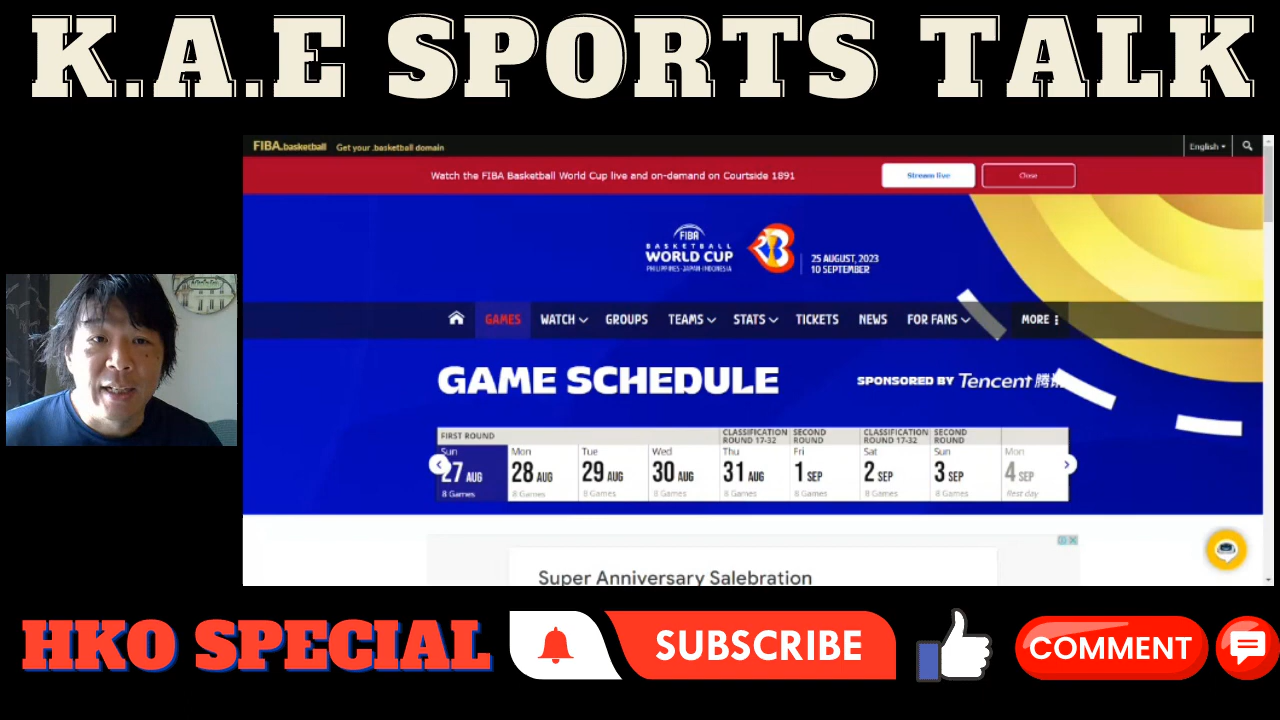 K.A.E SPORTS TALK
FIBA.basketball Get your .basketball domain English
Watch the FIBA Basketball World Cup live and on-demand on Courtside 1891 Stream live Close
FIBA
BASKETBALL
WORLD CUP
PHILIPPINES-JAPAN-INDONESIA
25 AUGUST, 2023
10 SEPTEMBER
GAMES WATCH GROUPS TEAMS STATS TICKETS NEWS FOR FANS MORE
GAME SCHEDULE
SPONSORED BY Tencent 腾
FIRST ROUND
CLASSIFICATION ROUND 17-32
SECOND ROUND
CLASSIFICATION ROUND 17-32
SECOND ROUND
Sun Mon Tue Wed Thu Fri Sat Sun Mon
27 AUG 28 AUG 29 AUG 30 AUG 31 AUG 1 SEP 2 SEP 3 SEP 4 SEP
8 Games 8 Games 8 Games 8 Games 8 Games 8 Games 8 Games 8 Games Rest day
Super Anniversary Salebration
HKO SPECIAL
SUBSCRIBE
COMMENT